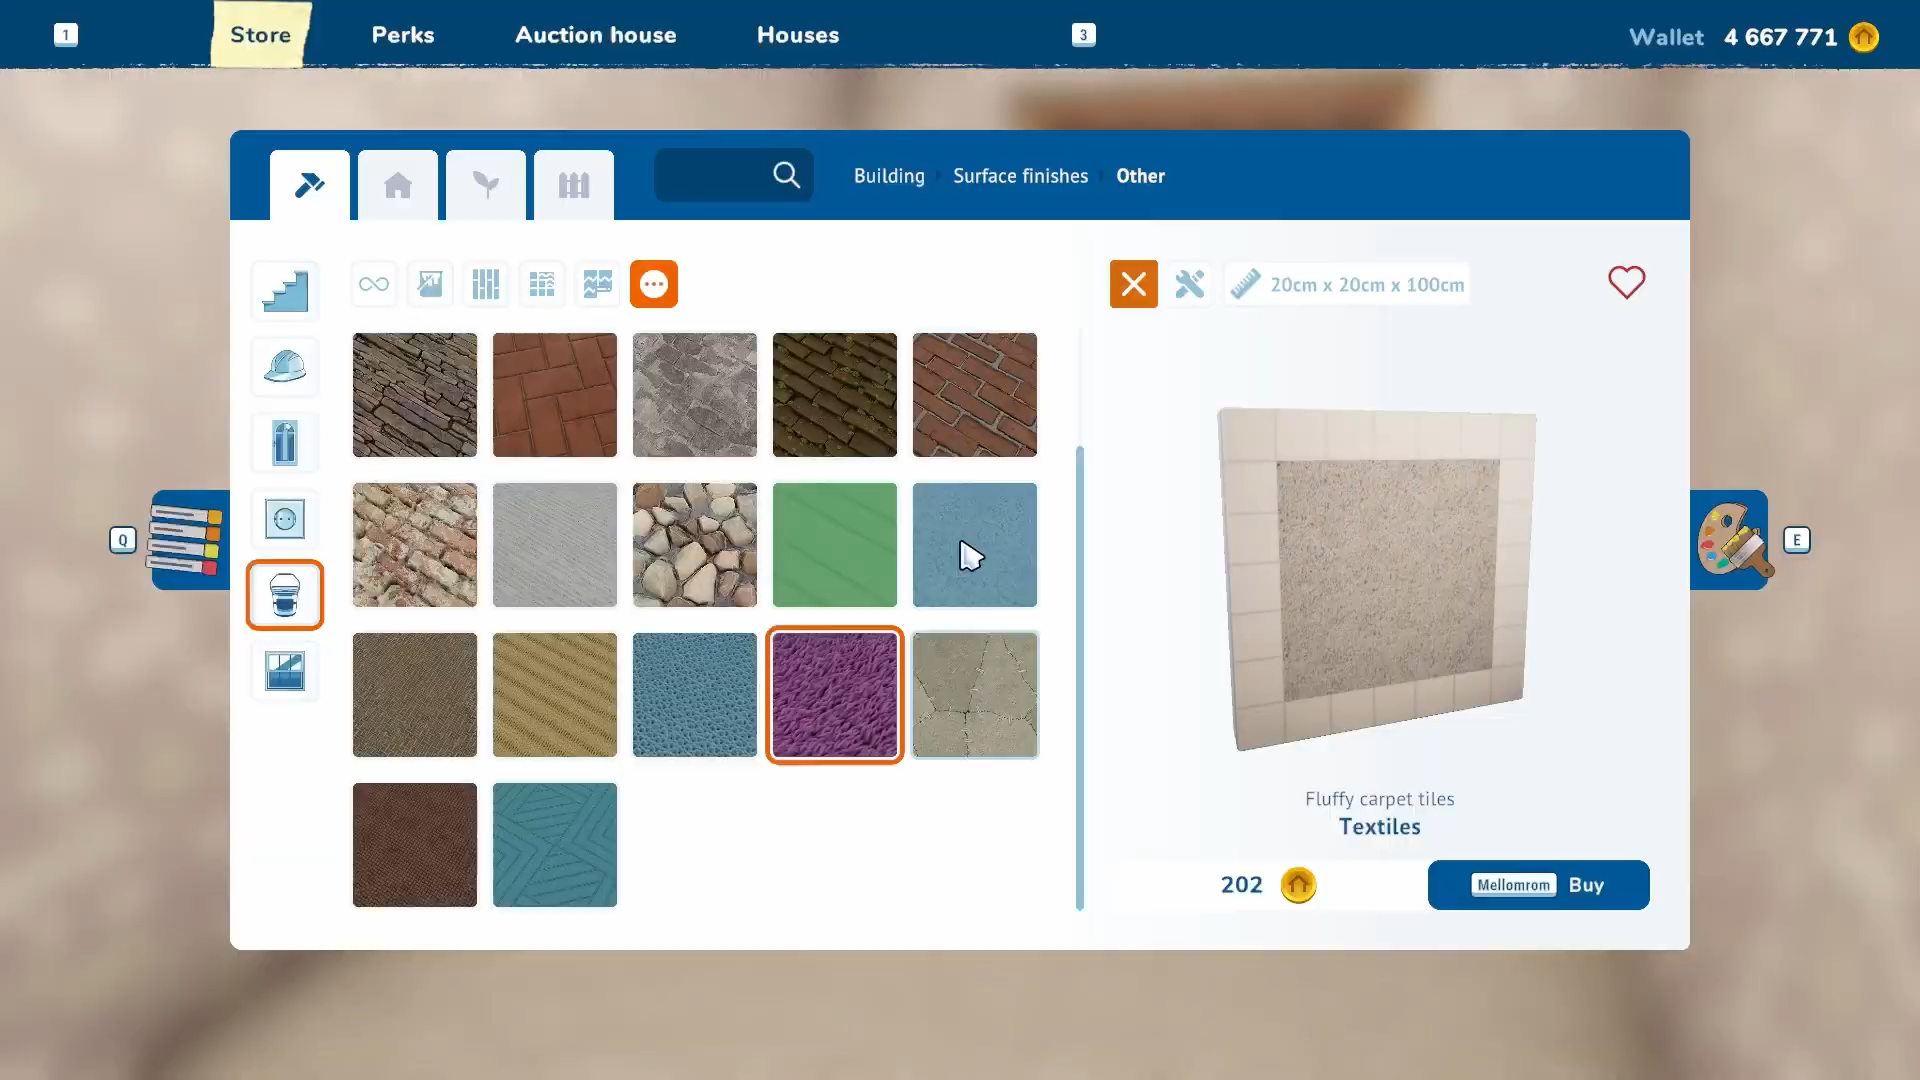 1
Store
Perks
Auction house
Houses
3
Wallet 4 667 771
Building
Surface finishes
Other
20cm x 20cm x 100cm
Q
E
Fluffy carpet tiles
Textiles
202
Mellomrom Buy